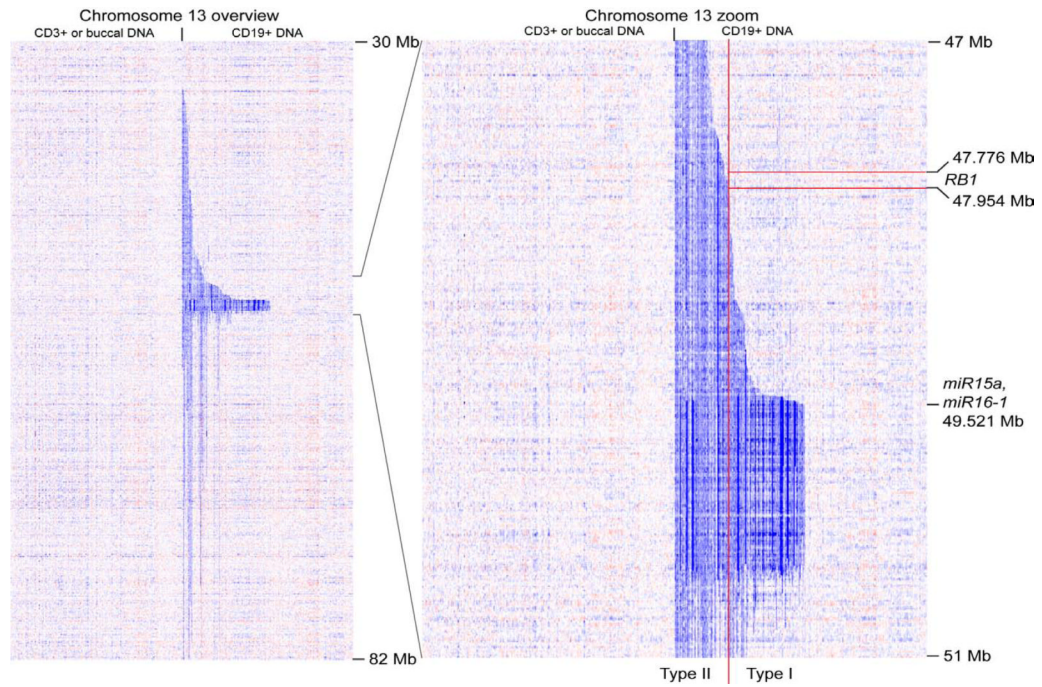 Chromosome 13 overview
CD3+ or buccal DNA
CD19+ DNA
30 Mb
82 Mb
Chromosome 13 zoom
CD3+ or buccal DNA
CD19+ DNA
47 Mb
47.776 Mb
RB1
47.954 Mb
miR15a,
miR16-1
49.521 Mb
51 Mb
Type II
Type I